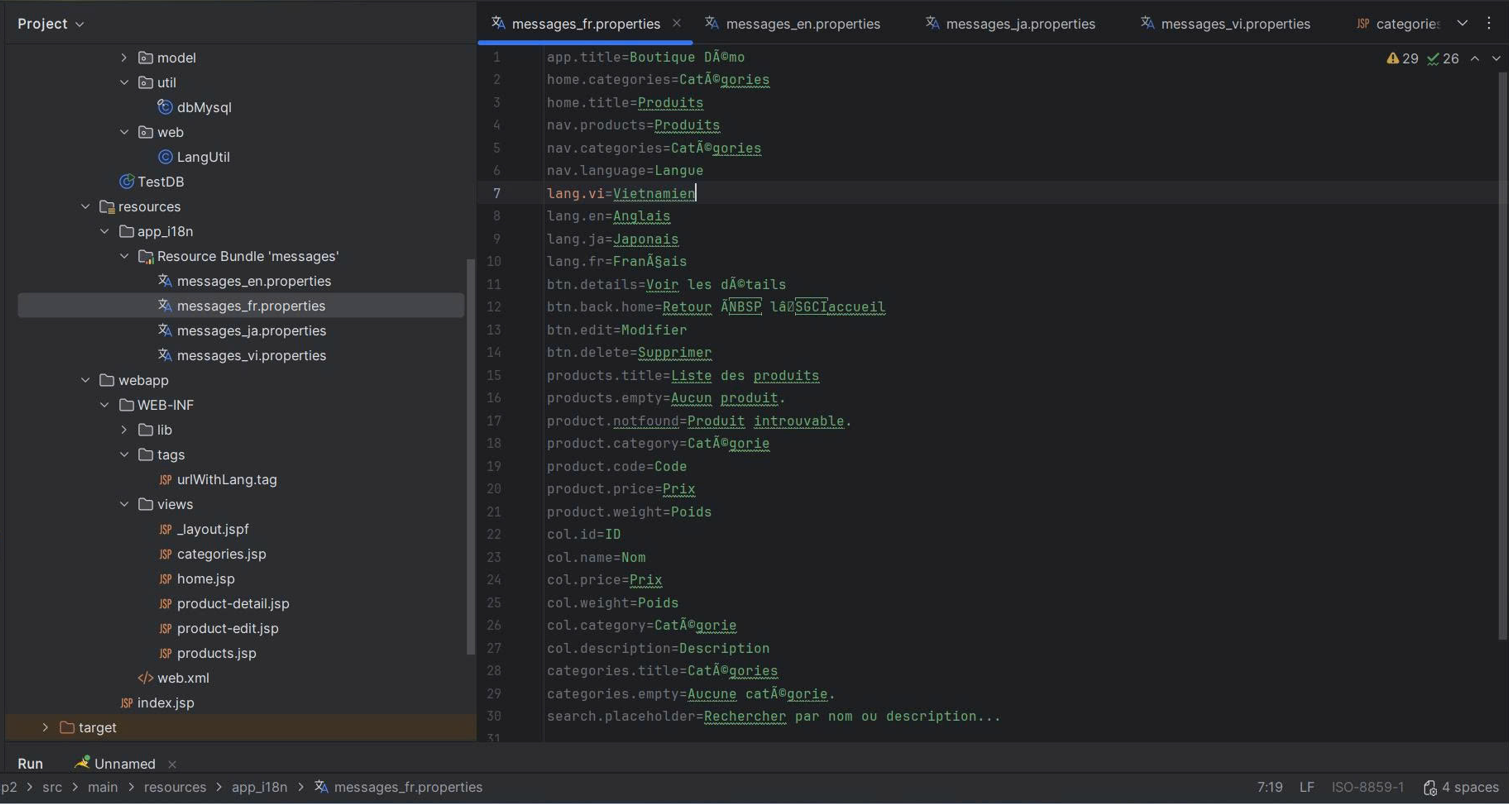 Project
messages_fr.properties
messages_en.properties
messages_ja.properties
messages_vi.properties
JSP categories
model
util
dbMysql
web
LangUtil
TestDB
resources
app_i18n
Resource Bundle 'messages'
messages_en.properties
messages_fr.properties
messages_ja.properties
messages_vi.properties
webapp
WEB-INF
lib
tags
JSP urlWithLang.tag
views
JSP _layout.jspf
JSP categories.jsp
JSP home.jsp
JSP product-detail.jsp
JSP product-edit.jsp
JSP products.jsp
</> web.xml
JSP index.jsp
target
29 26
1 app.title=Boutique DÃ©mo
2 home.categories=CatÃ©gories
3 home.title=Produits
4 nav.products=Produits
5 nav.categories=CatÃ©gories
6 nav.language=Langue
7 lang.vi=Vietnamien
8 lang.en=Anglais
9 lang.ja=Japonais
10 lang.fr=FranÃ§ais
11 btn.details=Voir les dÃ©tails
12 btn.back.home=Retour ÃNBSP lâSGCIaccueil
13 btn.edit=Modifier
14 btn.delete=Supprimer
15 products.title=Liste des produits
16 products.empty=Aucun produit.
17 product.notfound=Produit introuvable.
18 product.category=CatÃ©gorie
19 product.code=Code
20 product.price=Prix
21 product.weight=Poids
22 col.id=ID
23 col.name=Nom
24 col.price=Prix
25 col.weight=Poids
26 col.category=CatÃ©gorie
27 col.description=Description
28 categories.title=CatÃ©gories
29 categories.empty=Aucune catÃ©gorie.
30 search.placeholder=Rechercher par nom ou description...
31
Run Unnamed
p2 > src > main > resources > app_i18n > messages_fr.properties
7:19 LF ISO-8859-1 4 spaces